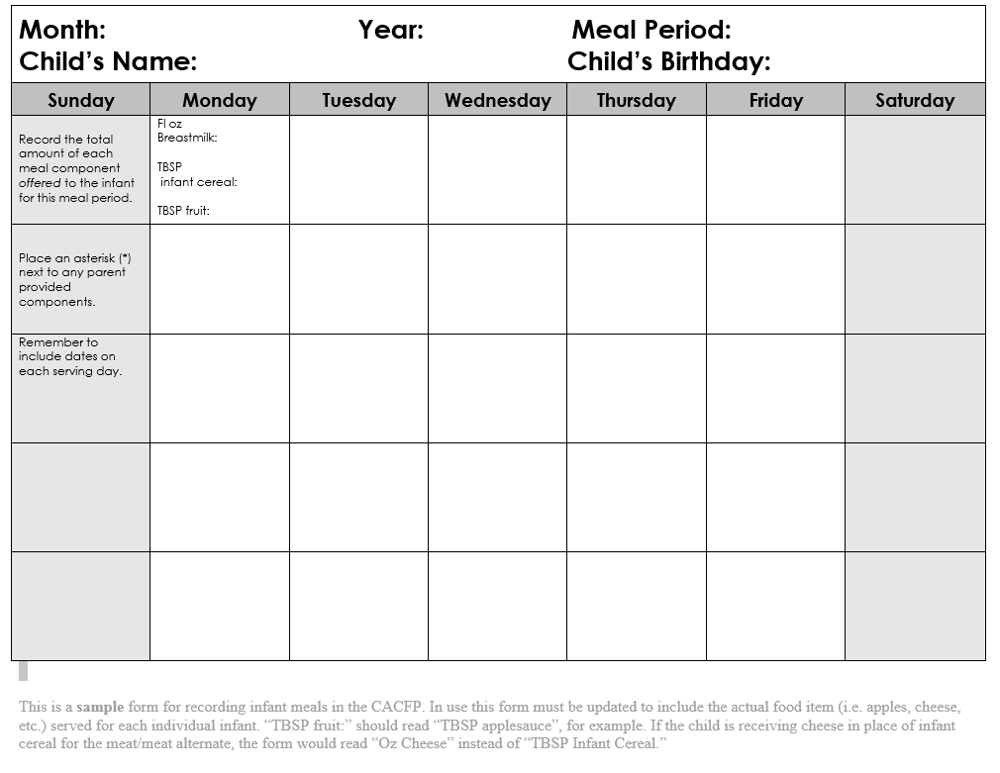 Month: Year: Meal Period:
Child’s Name: Child’s Birthday:
Sunday Monday Tuesday Wednesday Thursday Friday Saturday
Record the total
amount of each
meal component
offered to the infant
for this meal period.
Fl oz
Breastmilk:
TBSP
infant cereal:
TBSP fruit:
Place an asterisk (*)
next to any parent
provided
components.
Remember to
include dates on
each serving day.
This is a sample form for recording infant meals in the CACFP. In use this form must be updated to include the actual food item (i.e. apples, cheese,
etc.) served for each individual infant. “TBSP fruit:” should read “TBSP applesauce”, for example. If the child is receiving cheese in place of infant
cereal for the meat/meat alternate, the form would read “Oz Cheese” instead of “TBSP Infant Cereal.”